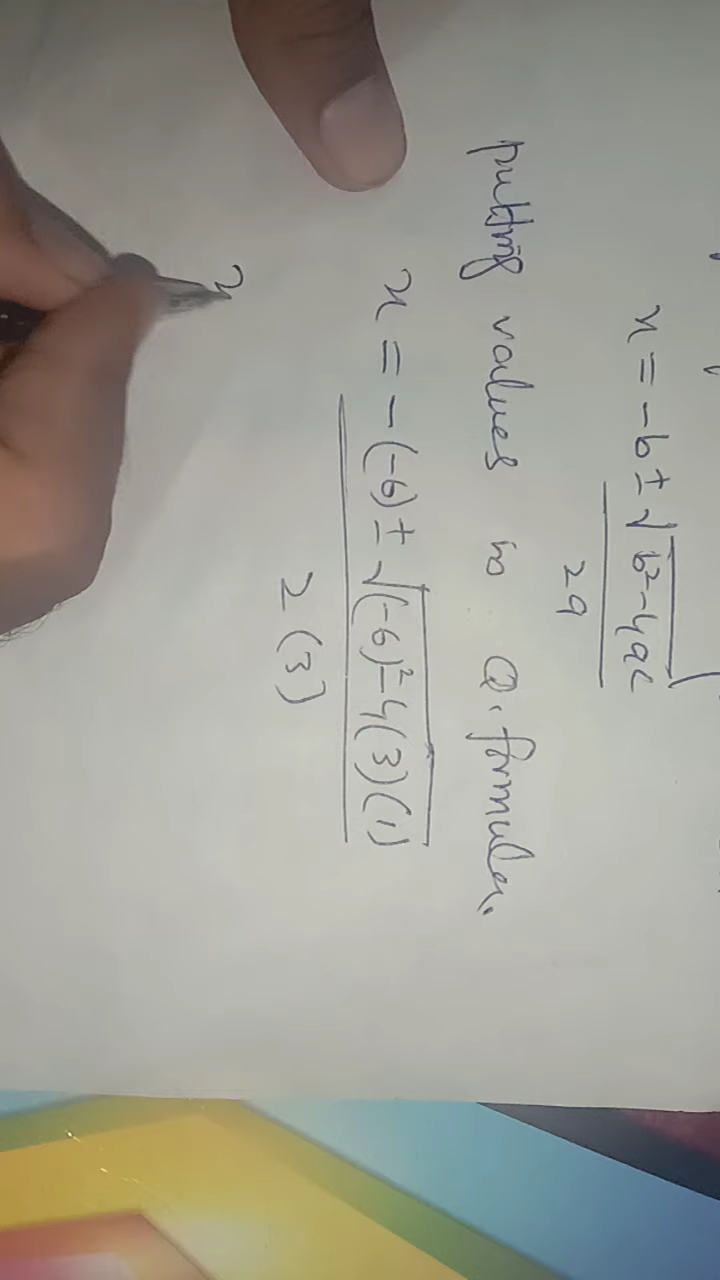 x = -b ± √b²-4ac
2a
putting values in Q. formula.
x = -(-6) ± √(-6)²-4(3)(1)
2(3)
x